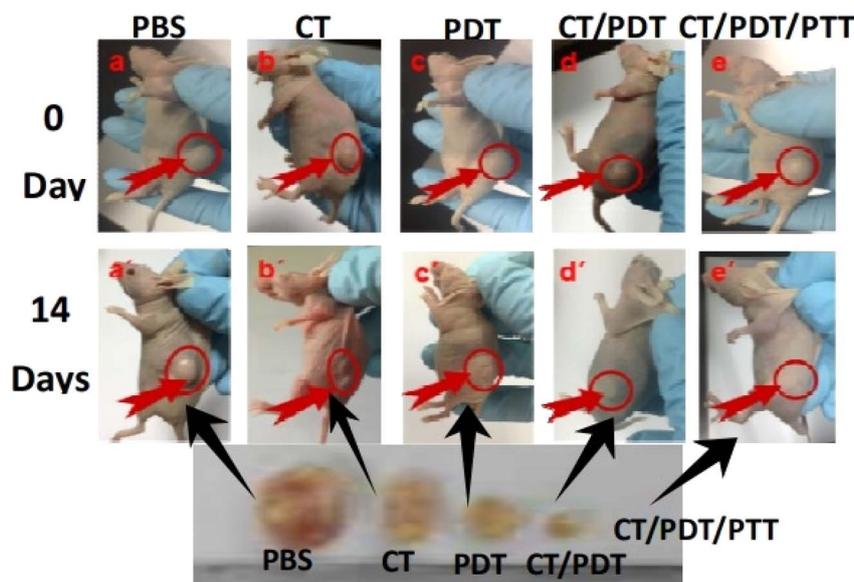 PBS CT PDT CT/PDT CT/PDT/PTT
a b c d e
0
Day
a´ b´ c´ d´ e´
14
Days
CT/PDT/PTT
PBS CT PDT CT/PDT